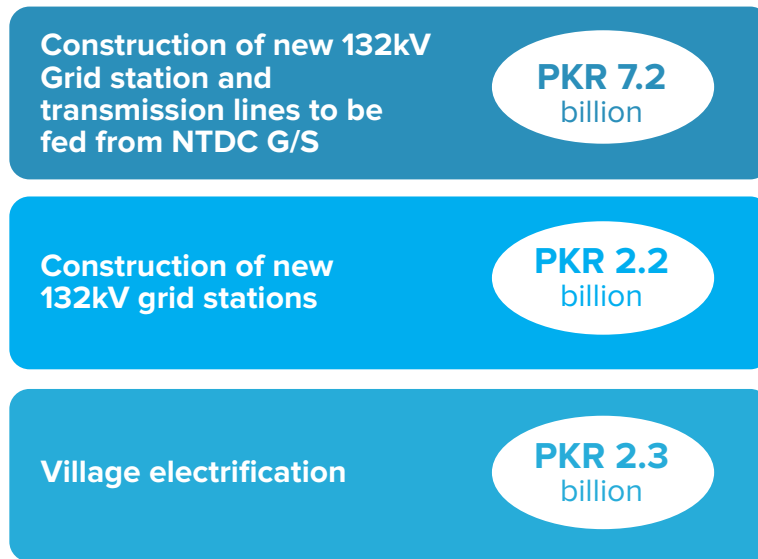 Construction of new 132kV
Grid station and
transmission lines to be
fed from NTDC G/S
PKR 7.2
billion
Construction of new
132kV grid stations
PKR 2.2
billion
Village electrification
PKR 2.3
billion